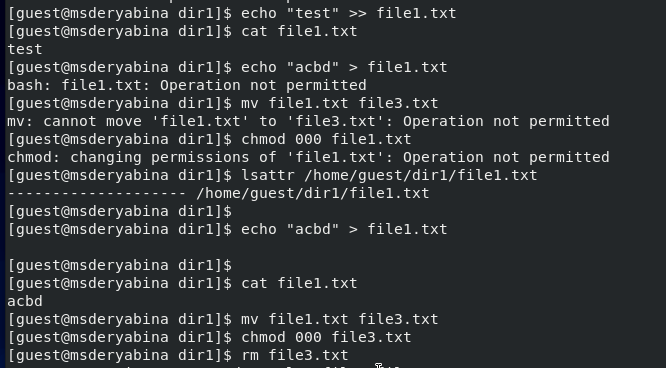 [guest@msderyabina dir1]$ echo "test" >> file1.txt
[guest@msderyabina dir1]$ cat file1.txt
test
[guest@msderyabina dir1]$ echo "acbd" > file1.txt
bash: file1.txt: Operation not permitted
[guest@msderyabina dir1]$ mv file1.txt file3.txt
mv: cannot move 'file1.txt' to 'file3.txt': Operation not permitted
[guest@msderyabina dir1]$ chmod 000 file1.txt
chmod: changing permissions of 'file1.txt': Operation not permitted
[guest@msderyabina dir1]$ lsattr /home/guest/dir1/file1.txt
-------------------- /home/guest/dir1/file1.txt
[guest@msderyabina dir1]$
[guest@msderyabina dir1]$ echo "acbd" > file1.txt
[guest@msderyabina dir1]$
[guest@msderyabina dir1]$ cat file1.txt
acbd
[guest@msderyabina dir1]$ mv file1.txt file3.txt
[guest@msderyabina dir1]$ chmod 000 file3.txt
[guest@msderyabina dir1]$ rm file3.txt